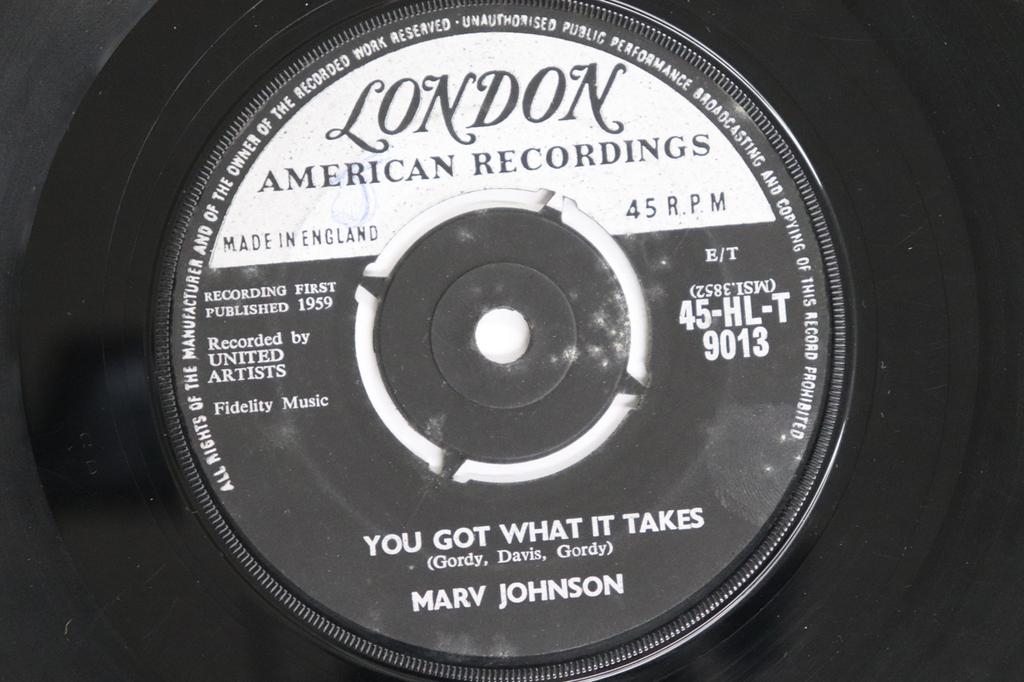 ALL RIGHTS OF THE MANUFACTURER AND OF THE OWNER OF THE RECORDED WORK RESERVED · UNAUTHORISED PUBLIC PERFORMANCE BROADCASTING AND COPYING OF THIS RECORD PROHIBITED
LONDON
AMERICAN RECORDINGS
MADE IN ENGLAND
45 R.P.M
E/T
(MSI.3852)
45-HL-T
9013
RECORDING FIRST
PUBLISHED 1959
Recorded by
UNITED
ARTISTS
Fidelity Music
YOU GOT WHAT IT TAKES
(Gordy, Davis, Gordy)
MARV JOHNSON